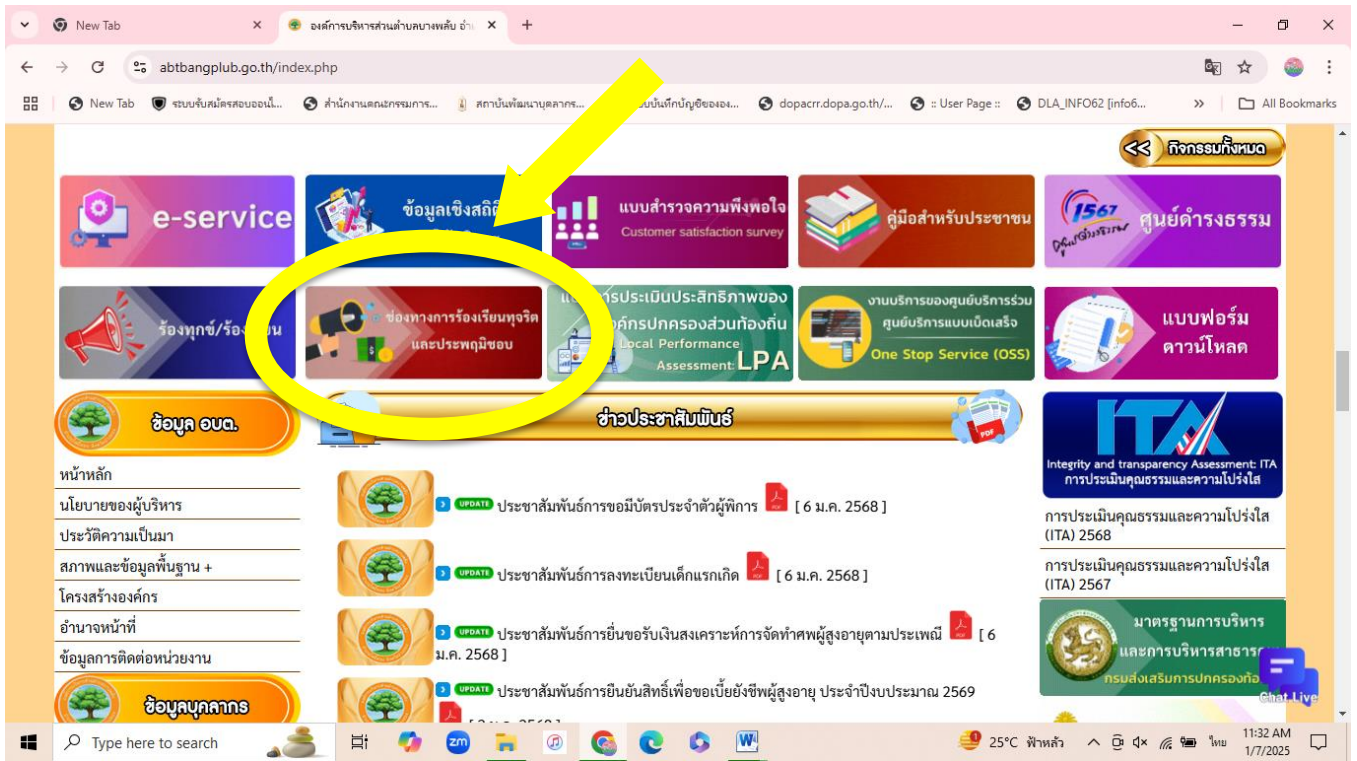 New Tab
องค์การบริหารส่วนตำบลบางพลับ อำเ
abtbangplub.go.th/index.php
New Tab
ระบบรับสมัครสอบออนไ...
สำนักงานคณะกรรมการ...
สถาบันพัฒนาบุคลากร...
dopacrr.dopa.go.th/...
:: User Page ::
DLA_INFO62 [info6...
All Bookmarks
<< กิจกรรมทั้งหมด
e-service
ข้อมูลเชิงสถิติ
แบบสำรวจความพึงพอใจ
Customer satisfaction survey
คู่มือสำหรับประชาชน
1567
ศูนย์ดำรงธรรม
ร้องทุกข์/ร้อง
ช่องทางการร้องเรียนทุจริต
และประพฤมิชอบ
ารประเมินประสิทธิภาพของ
งค์กรปกครองส่วนท้องถิ่น
Local Performance
Assessment: LPA
งานบริการของศูนย์บริการร่วม
ศูนย์บริการแบบเบ็ดเสร็จ
One Stop Service (OSS)
แบบฟอร์ม
ดาวน์โหลด
ข้อมูล อบต.
หน้าหลัก
นโยบายของผู้บริหาร
ประวัติความเป็นมา
สภาพและข้อมูลพื้นฐาน +
โครงสร้างองค์กร
อำนาจหน้าที่
ข้อมูลการติดต่อหน่วยงาน
ข้อมูลบุคลากร
ข่าวประชาสัมพันธ์
PDF
UPDATE ประชาสัมพันธ์การขอมีบัตรประจำตัวผู้พิการ [ 6 ม.ค. 2568 ]
UPDATE ประชาสัมพันธ์การลงทะเบียนเด็กแรกเกิด [ 6 ม.ค. 2568 ]
UPDATE ประชาสัมพันธ์การยื่นขอรับเงินสงเคราะห์การจัดทำศพผู้สูงอายุตามประเพณี [ 6
ม.ค. 2568 ]
UPDATE ประชาสัมพันธ์การยืนยันสิทธิ์เพื่อขอเบี้ยยังชีพผู้สูงอายุ ประจำปีงบประมาณ 2569
ITA
Integrity and transparency Assessment: ITA
การประเมินคุณธรรมและความโปร่งใส
การประเมินคุณธรรมและความโปร่งใส
(ITA) 2568
การประเมินคุณธรรมและความโปร่งใส
(ITA) 2567
มาตรฐานการบริหาร
และการบริหารสาธาร
กรมส่งเสริมการปกครองท้อง
Chat Live
Type here to search
zm
25°C ฟ้าหลัว
ไทย
11:32 AM
1/7/2025